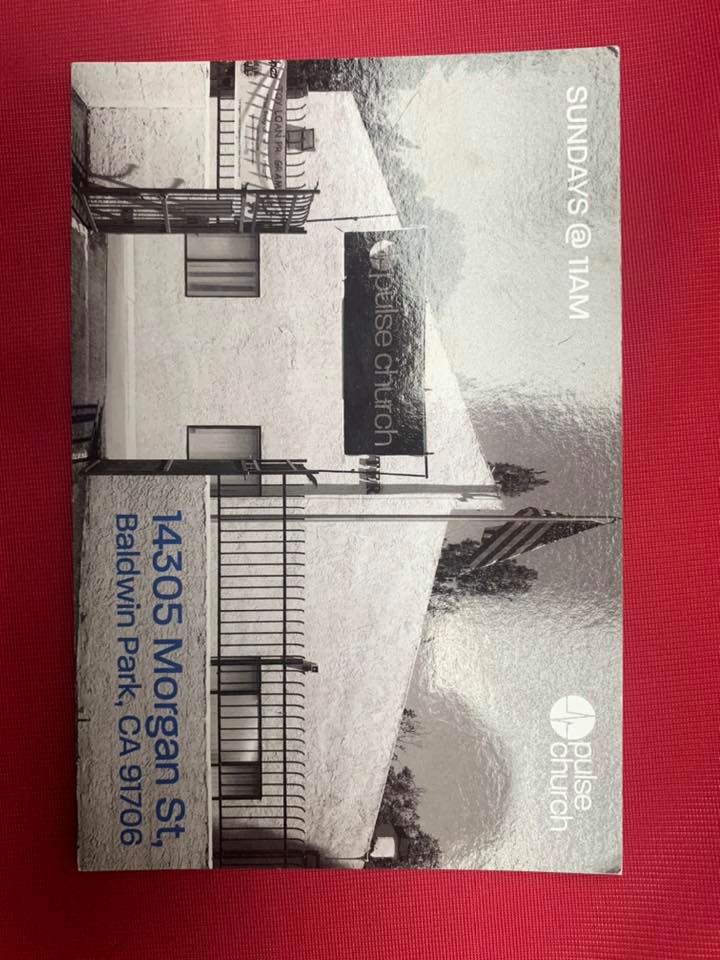 SUNDAYS @ 11AM
pulse
church
pulse church
14305 Morgan St,
Baldwin Park, CA 91706